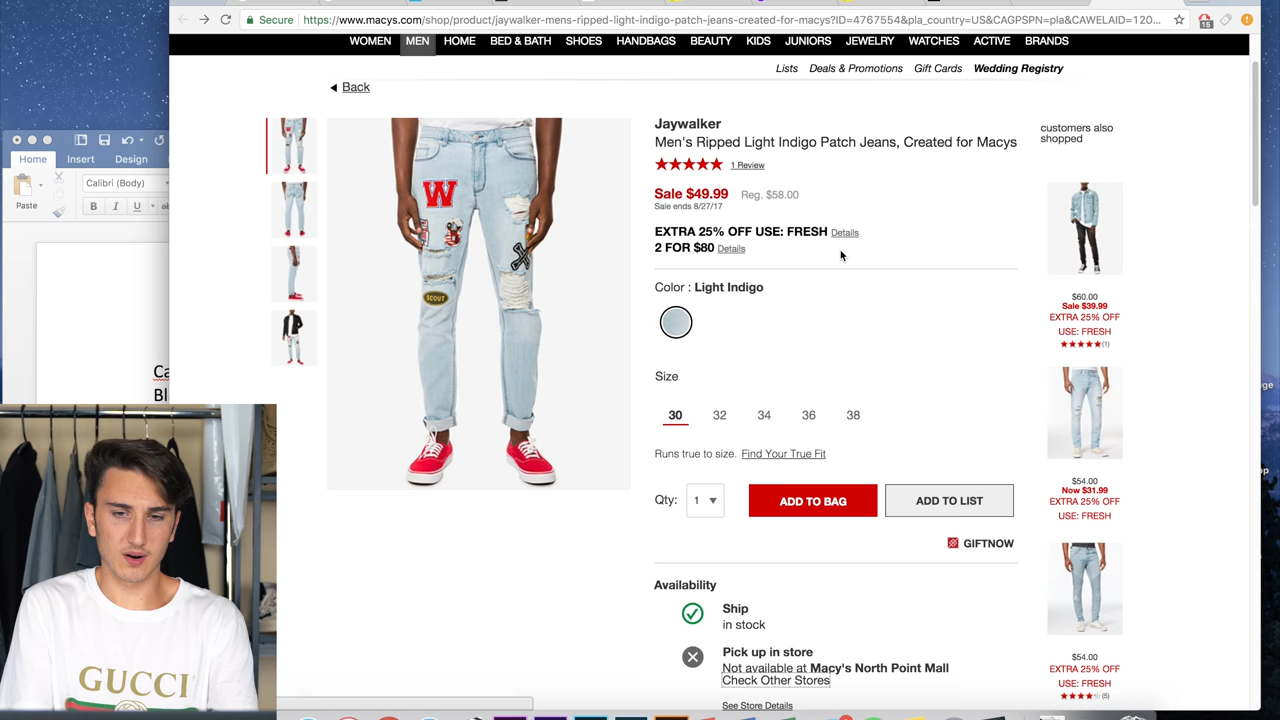 Secure https://www.macys.com/shop/product/jaywalker-mens-ripped-light-indigo-patch-jeans-created-for-macys?ID=4767554&pla_country=US&CAGPSPN=pla&CAWELAID=120...
15
WOMEN MEN HOME BED & BATH SHOES HANDBAGS BEAUTY KIDS JUNIORS JEWELRY WATCHES ACTIVE BRANDS
Lists Deals & Promotions Gift Cards Wedding Registry
Back
Jaywalker
Men's Ripped Light Indigo Patch Jeans, Created for Macys
1 Review
Sale $49.99 Reg. $58.00
Sale ends 8/27/17
EXTRA 25% OFF USE: FRESH Details
2 FOR $80 Details
Color : Light Indigo
Size
30 32 34 36 38
Runs true to size. Find Your True Fit
Qty: 1 ADD TO BAG ADD TO LIST
GIFTNOW
Availability
Ship
in stock
Pick up in store
Not available at Macy's North Point Mall
Check Other Stores
See Store Details
customers also
shopped
$60.00
Sale $39.99
EXTRA 25% OFF
USE: FRESH
(1)
$54.00
Now $31.99
EXTRA 25% OFF
USE: FRESH
$54.00
EXTRA 25% OFF
USE: FRESH
(5)
W
SCOUT
Home Insert Design
Paste
Calibri (Body)
B I U
Ca
Bl
GUCCI